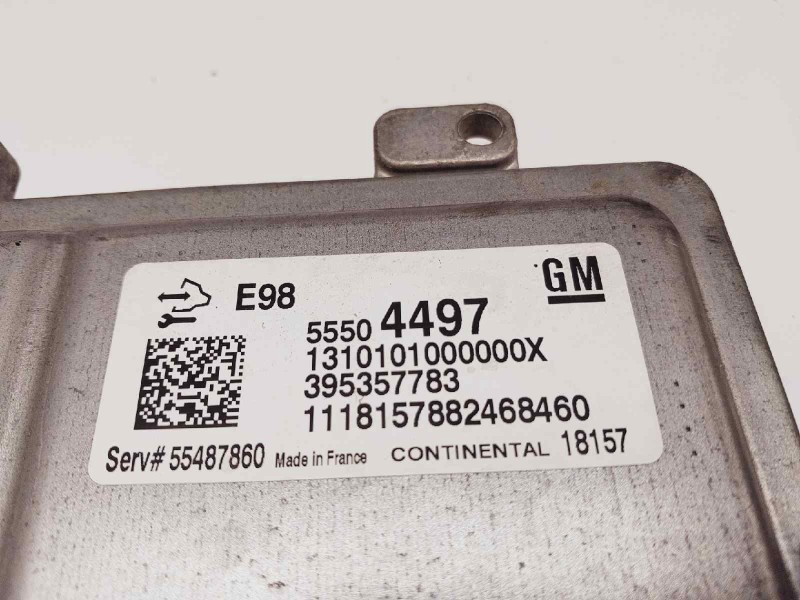 E98
GM
5550 4497
1310101000000X
395357783
1118157882468460
Serv# 55487860 Made in France CONTINENTAL 18157